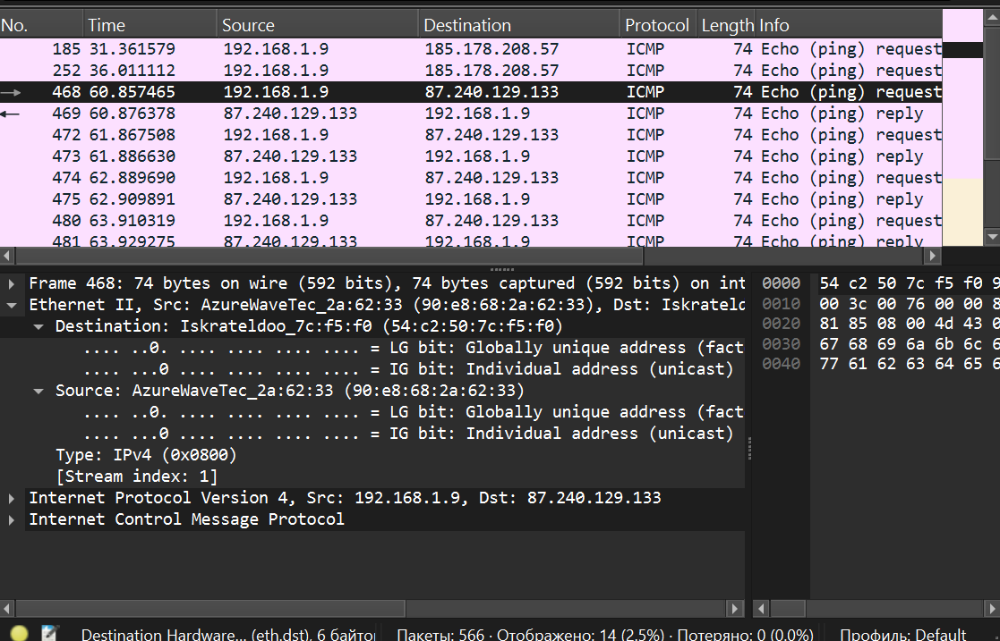 No. Time Source Destination Protocol Length Info
185 31.361579 192.168.1.9 185.178.208.57 ICMP 74 Echo (ping) request
252 36.011112 192.168.1.9 185.178.208.57 ICMP 74 Echo (ping) request
468 60.857465 192.168.1.9 87.240.129.133 ICMP 74 Echo (ping) request
469 60.876378 87.240.129.133 192.168.1.9 ICMP 74 Echo (ping) reply
472 61.867508 192.168.1.9 87.240.129.133 ICMP 74 Echo (ping) request
473 61.886630 87.240.129.133 192.168.1.9 ICMP 74 Echo (ping) reply
474 62.889690 192.168.1.9 87.240.129.133 ICMP 74 Echo (ping) request
475 62.909891 87.240.129.133 192.168.1.9 ICMP 74 Echo (ping) reply
480 63.910319 192.168.1.9 87.240.129.133 ICMP 74 Echo (ping) request
481 63.929275 87.240.129.133 192.168.1.9 ICMP 74 Echo (ping) reply
Frame 468: 74 bytes on wire (592 bits), 74 bytes captured (592 bits) on int
Ethernet II, Src: AzureWaveTec_2a:62:33 (90:e8:68:2a:62:33), Dst: Iskrateld
Destination: Iskrateldoo_7c:f5:f0 (54:c2:50:7c:f5:f0)
.... ..0. .... .... .... .... = LG bit: Globally unique address (fact
.... ...0 .... .... .... .... = IG bit: Individual address (unicast)
Source: AzureWaveTec_2a:62:33 (90:e8:68:2a:62:33)
.... ..0. .... .... .... .... = LG bit: Globally unique address (fact
.... ...0 .... .... .... .... = IG bit: Individual address (unicast)
Type: IPv4 (0x0800)
[Stream index: 1]
Internet Protocol Version 4, Src: 192.168.1.9, Dst: 87.240.129.133
Internet Control Message Protocol
0000 54 c2 50 7c f5 f0 9
0010 00 3c 00 76 00 00 8
0020 81 85 08 00 4d 43 0
0030 67 68 69 6a 6b 6c 6
0040 77 61 62 63 64 65 6
Destination Hardware... (eth.dst), 6 байтов Пакеты: 566 · Отображено: 14 (2.5%) · Потеряно: 0 (0.0%) Профиль: Default